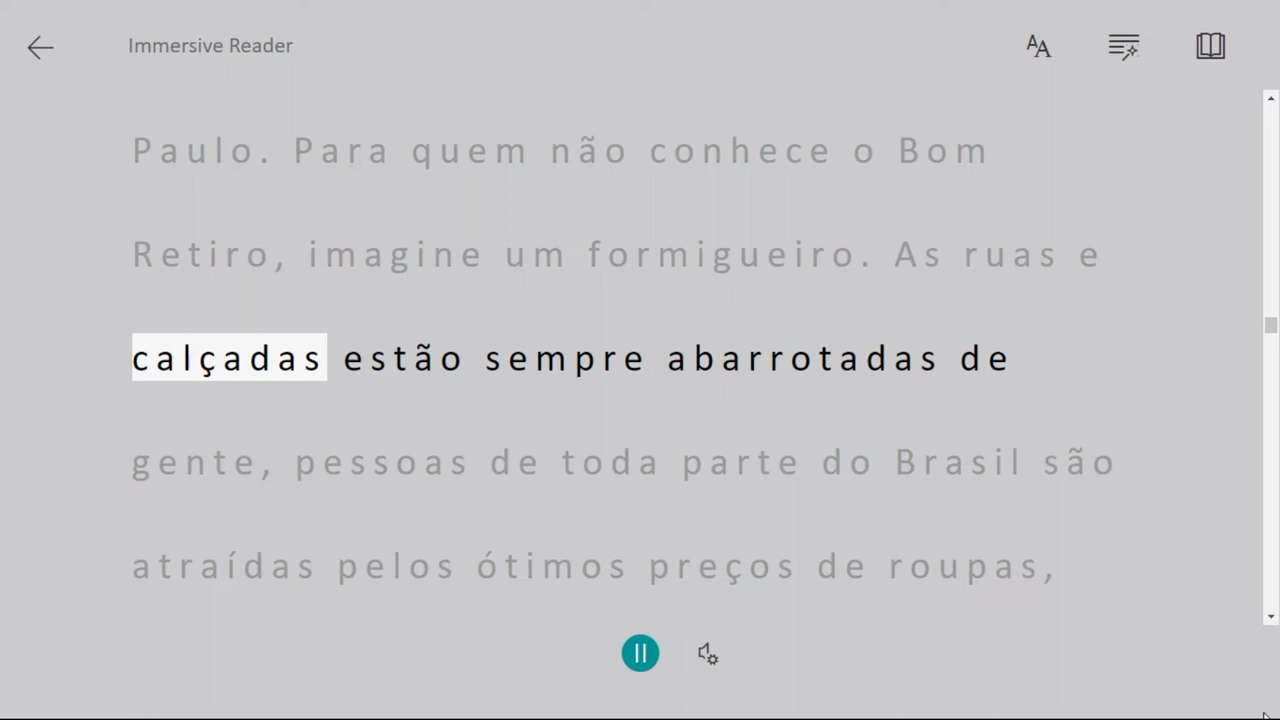 Immersive Reader
Paulo. Para quem não conhece o Bom
Retiro, imagine um formigueiro. As ruas e
calçadas estão sempre abarrotadas de
gente, pessoas de toda parte do Brasil são
atraídas pelos ótimos preços de roupas,